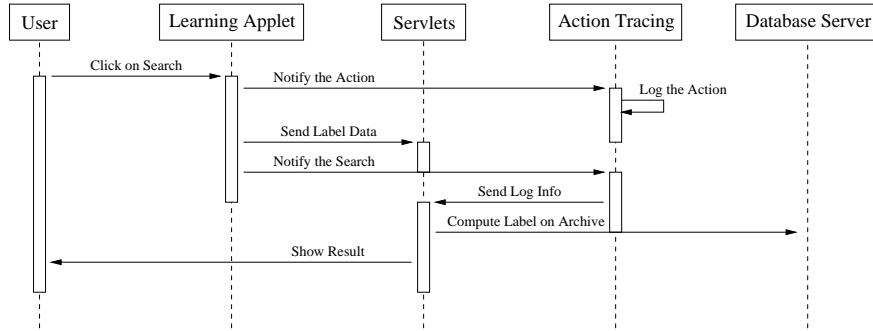 User
Learning Applet
Servlets
Action Tracing
Database Server
Click on Search
Notify the Action
Log the Action
Send Label Data
Notify the Search
Send Log Info
Compute Label on Archive
Show Result